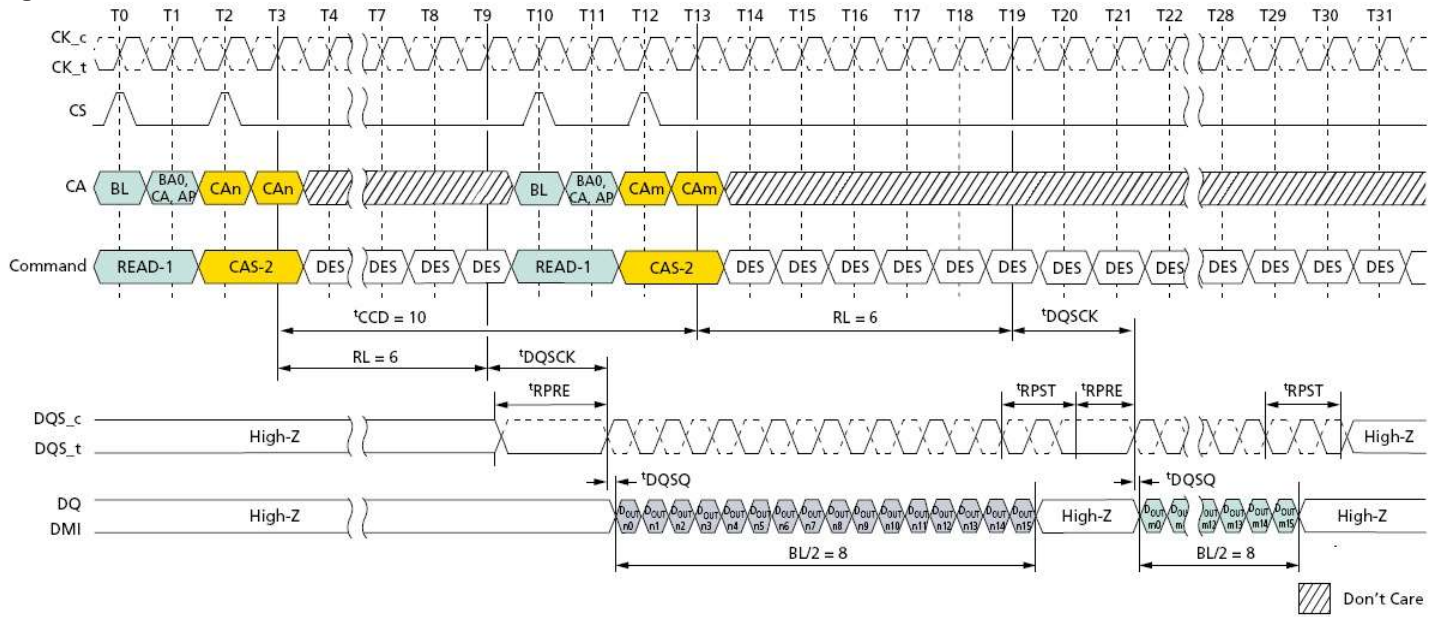 T0 T1 T2 T3 T4 T7 T8 T9 T10 T11 T12 T13 T14 T15 T16 T17 T18 T19 T20 T21 T22 T28 T29 T30 T31
CK_c
CK_t
CS
CA BL BA0, CA, AP CAn CAn BL BA0, CA, AP CAm CAm
Command READ-1 CAS-2 DES DES DES DES READ-1 CAS-2 DES DES DES DES DES DES DES DES DES DES DES DES DES
tCCD = 10 RL = 6 tDQSCK
RL = 6 tDQSCK
tRPRE tRPST tRPRE tRPST
DQS_c
High-Z High-Z
DQS_t
tDQSQ tDQSQ
DQ
DOUT n0 DOUT n1 DOUT n2 DOUT n3 DOUT n4 DOUT n5 DOUT n6 DOUT n7 DOUT n8 DOUT n9 DOUT n10 DOUT n11 DOUT n12 DOUT n13 DOUT n14 DOUT n15 DOUT m0 DOUT m12 DOUT m13 DOUT m14 DOUT m15
High-Z High-Z High-Z
DMI
BL/2 = 8 BL/2 = 8
Don't Care